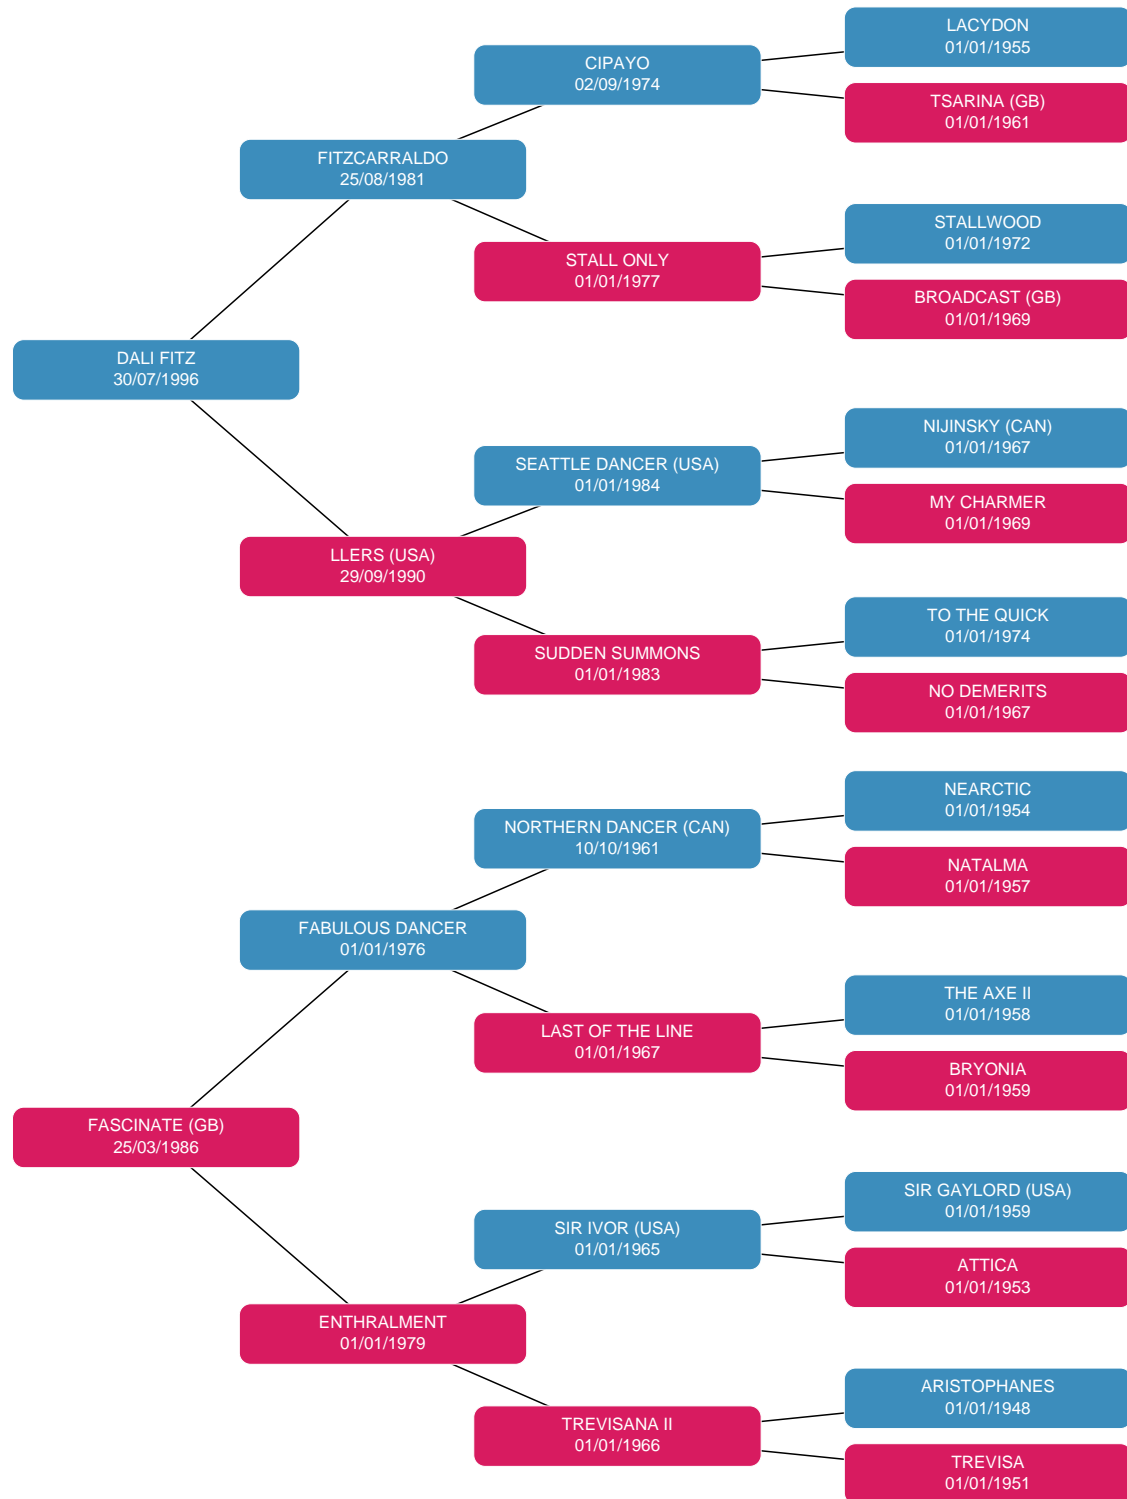 LACYDON
01/01/1955
CIPAYO
02/09/1974
TSARINA (GB)
01/01/1961
FITZCARRALDO
25/08/1981
STALLWOOD
01/01/1972
STALL ONLY
01/01/1977
BROADCAST (GB)
01/01/1969
DALI FITZ
30/07/1996
NIJINSKY (CAN)
01/01/1967
SEATTLE DANCER (USA)
01/01/1984
MY CHARMER
01/01/1969
LLERS (USA)
29/09/1990
TO THE QUICK
01/01/1974
SUDDEN SUMMONS
01/01/1983
NO DEMERITS
01/01/1967
NEARCTIC
01/01/1954
NORTHERN DANCER (CAN)
10/10/1961
NATALMA
01/01/1957
FABULOUS DANCER
01/01/1976
THE AXE II
01/01/1958
LAST OF THE LINE
01/01/1967
BRYONIA
01/01/1959
FASCINATE (GB)
25/03/1986
SIR GAYLORD (USA)
01/01/1959
SIR IVOR (USA)
01/01/1965
ATTICA
01/01/1953
ENTHRALMENT
01/01/1979
ARISTOPHANES
01/01/1948
TREVISANA II
01/01/1966
TREVISA
01/01/1951